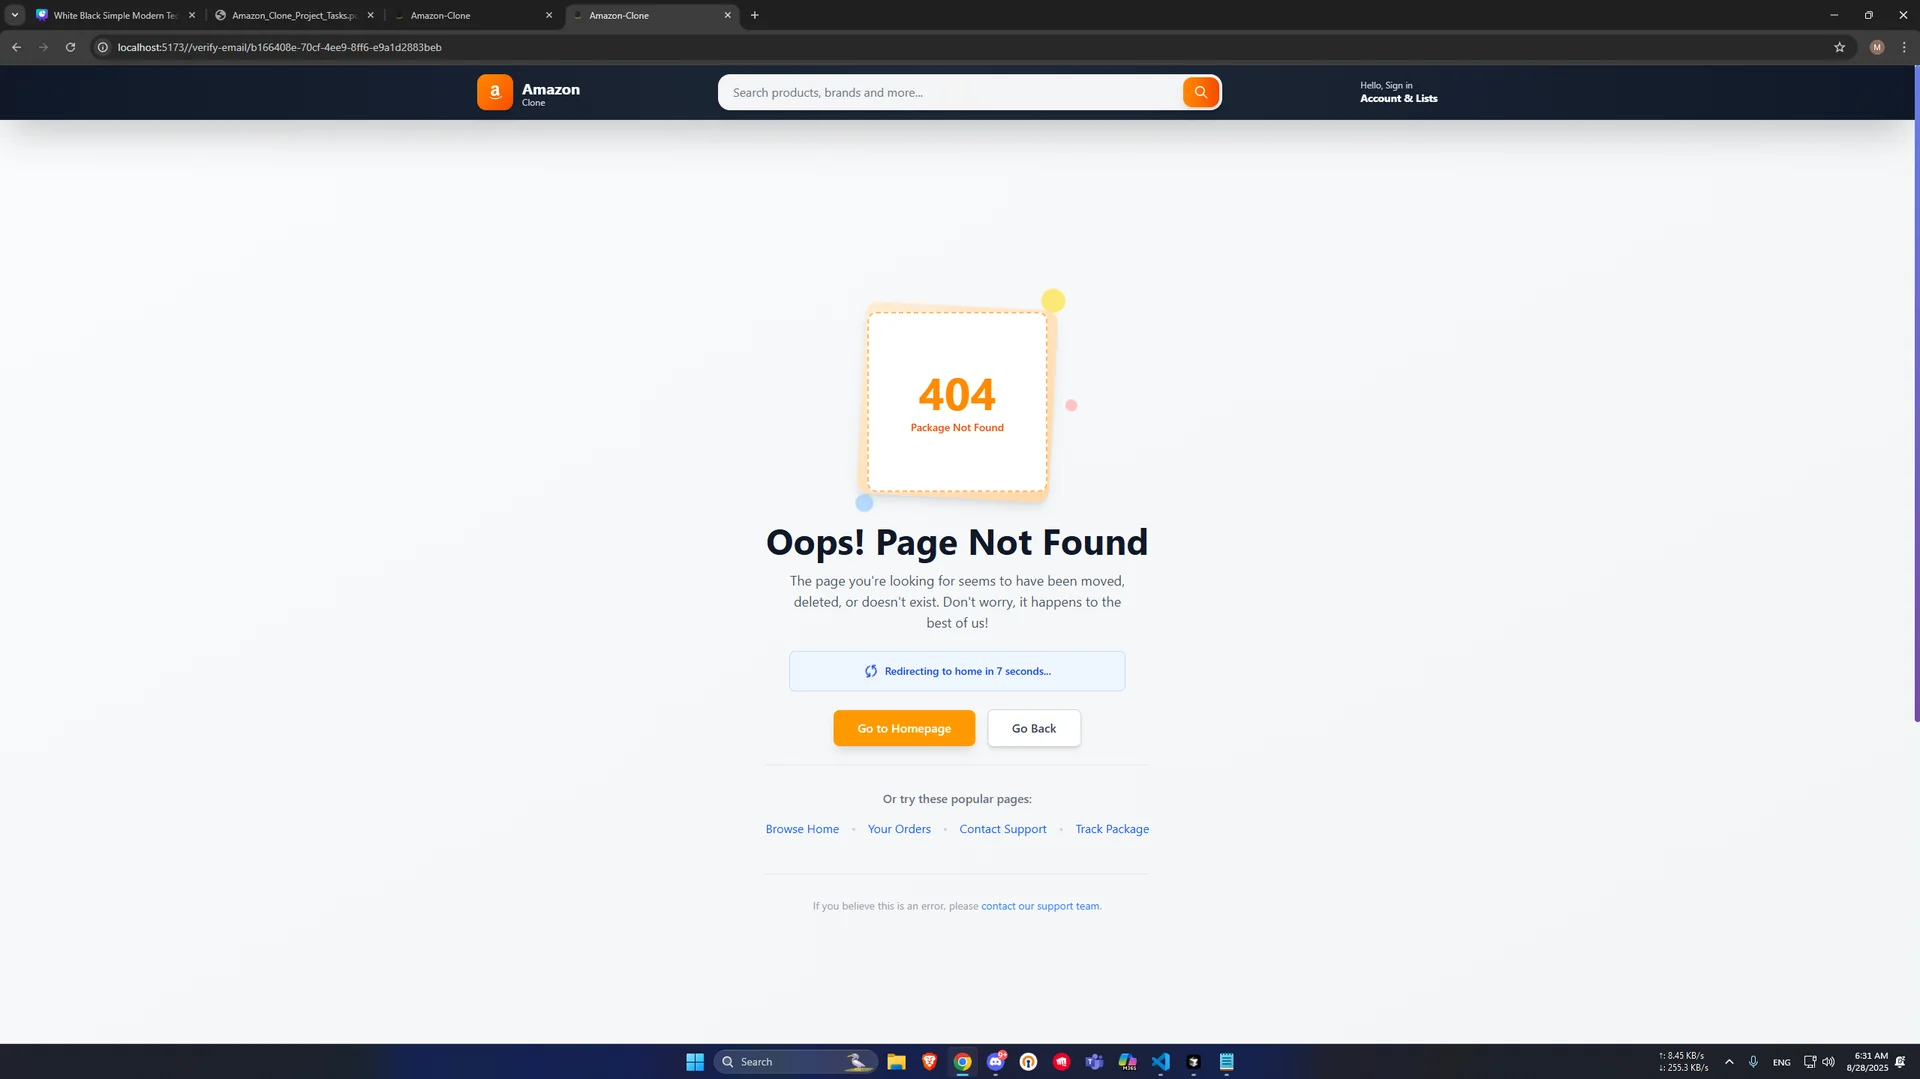 White Black Simple Modern Te
Amazon_Clone_Project_Tasks.p
Amazon-Clone
Amazon-Clone
localhost:5173//verify-email/b166408e-70cf-4ee9-8ff6-e9a1d2883beb
M
a
Amazon
Clone
Search products, brands and more...
Hello, Sign in
Account & Lists
404
Package Not Found
Oops! Page Not Found
The page you're looking for seems to have been moved,
deleted, or doesn't exist. Don't worry, it happens to the
best of us!
Redirecting to home in 7 seconds...
Go to Homepage
Go Back
Or try these popular pages:
Browse Home • Your Orders • Contact Support • Track Package
If you believe this is an error, please contact our support team.
Search
M365
↑: 8.45 KB/s
↓: 255.3 KB/s
ENG
6:31 AM
8/28/2025